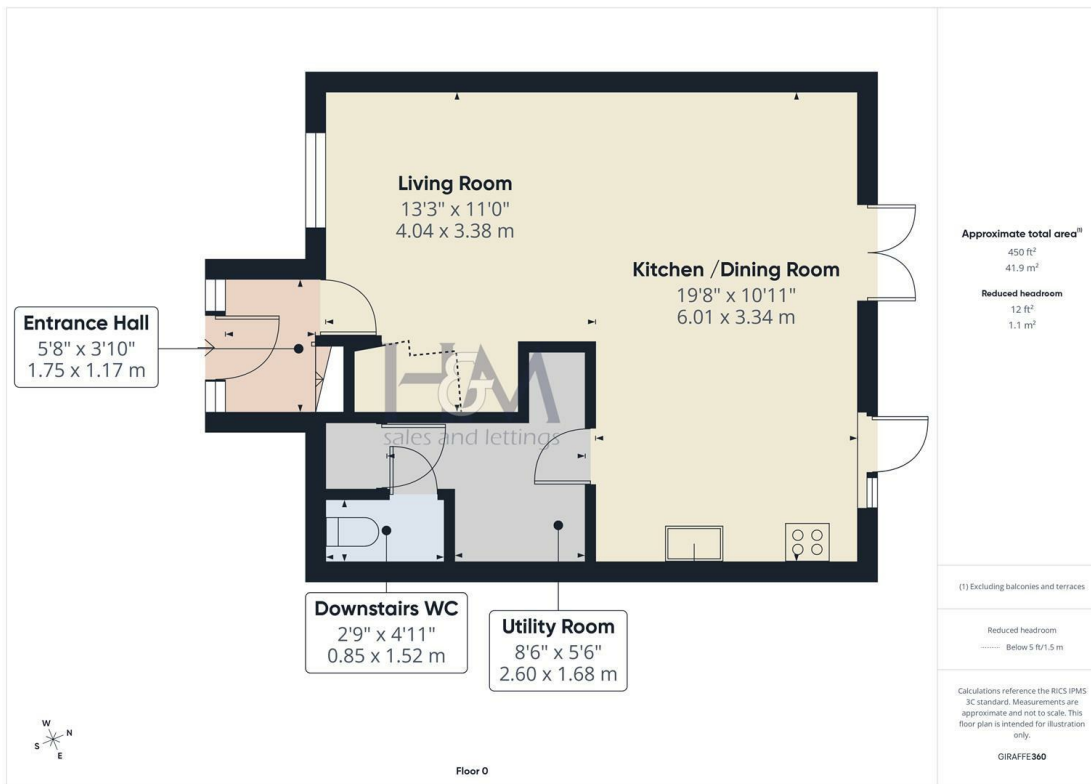 Living Room
13'3" x 11'0"
4.04 x 3.38 m
Kitchen / Dining Room
19'8" x 10'11"
6.01 x 3.34 m
Entrance Hall
5'8" x 3'10"
1.75 x 1.17 m
H&M
sales and lettings
Downstairs WC
2'9" x 4'11"
0.85 x 1.52 m
Utility Room
8'6" x 5'6"
2.60 x 1.68 m
W
N
S
E
Floor 0
Approximate total area(1)
450 ft²
41.9 m²
Reduced headroom
12 ft²
1.1 m²
(1) Excluding balconies and terraces
Reduced headroom
Below 5 ft/1.5 m
Calculations reference the RICS IPMS
3C standard. Measurements are
approximate and not to scale. This
floor plan is intended for illustration
only.
GIRAFFE360